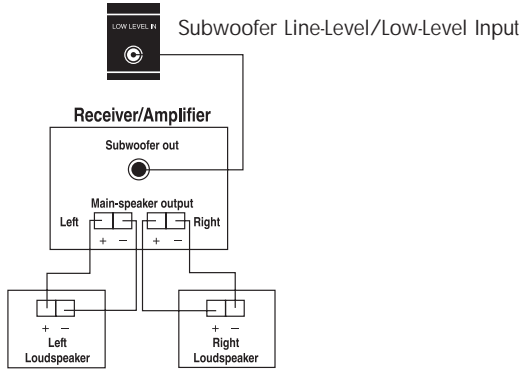 LOW LEVEL IN
Subwoofer Line-Level/Low-Level Input
Receiver/Amplifier
Subwoofer out
Main-speaker output
Left
Right
+ – + –
+ –
Left
Loudspeaker
+ –
Right
Loudspeaker